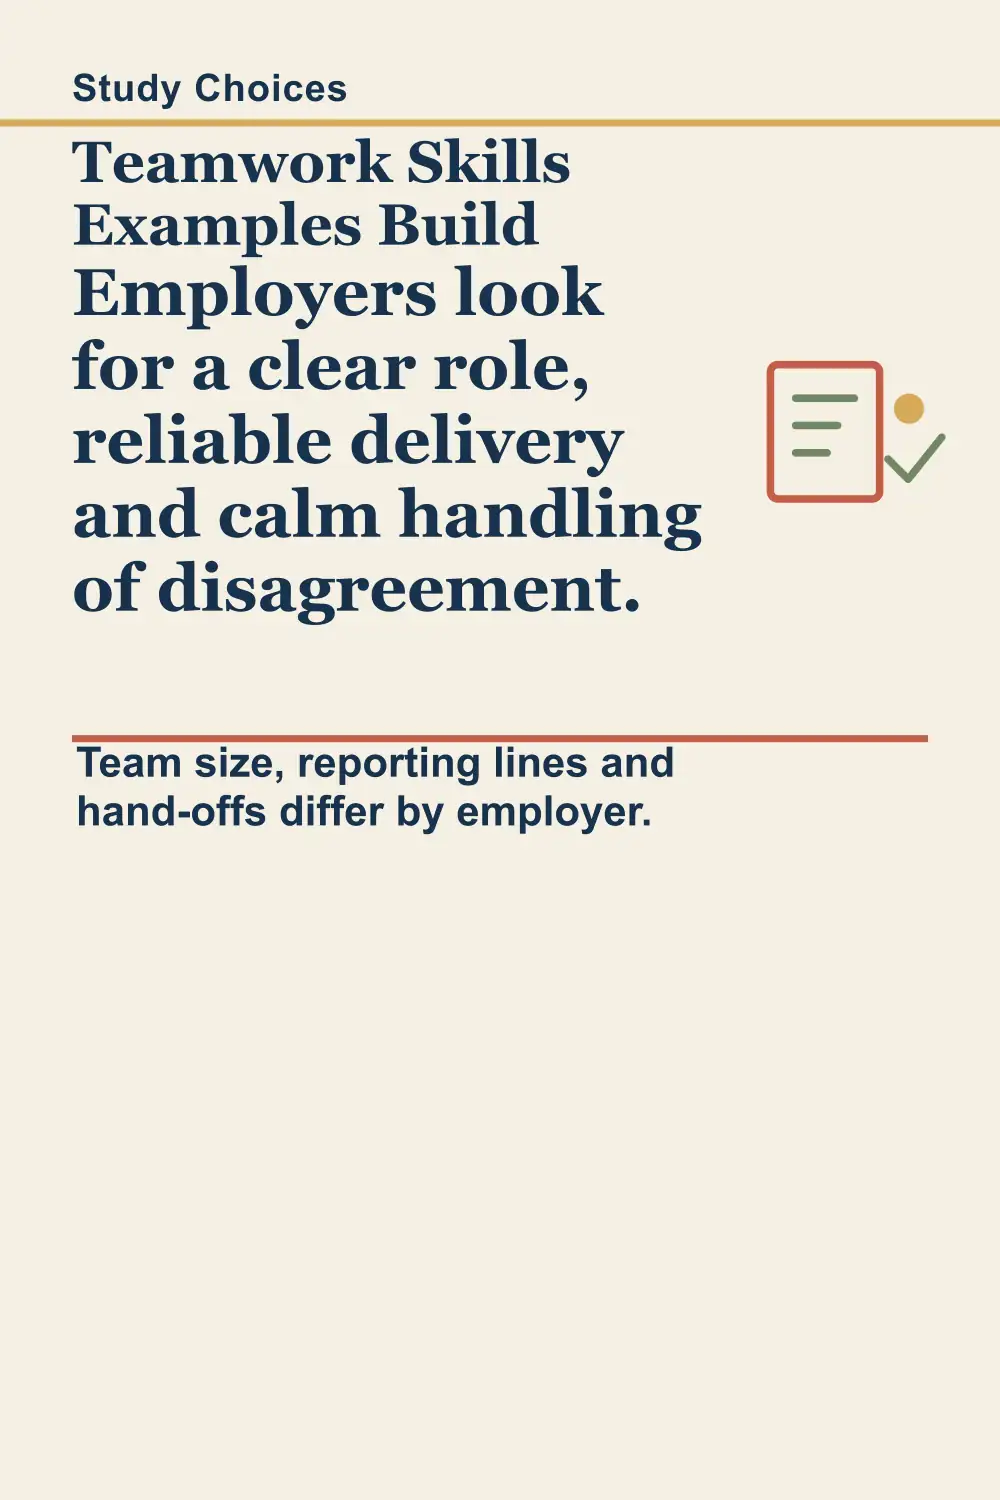 Study Choices
Teamwork Skills
Examples Build
Employers look
for a clear role,
reliable delivery
and calm handling
of disagreement.
Team size, reporting lines and
hand-offs differ by employer.